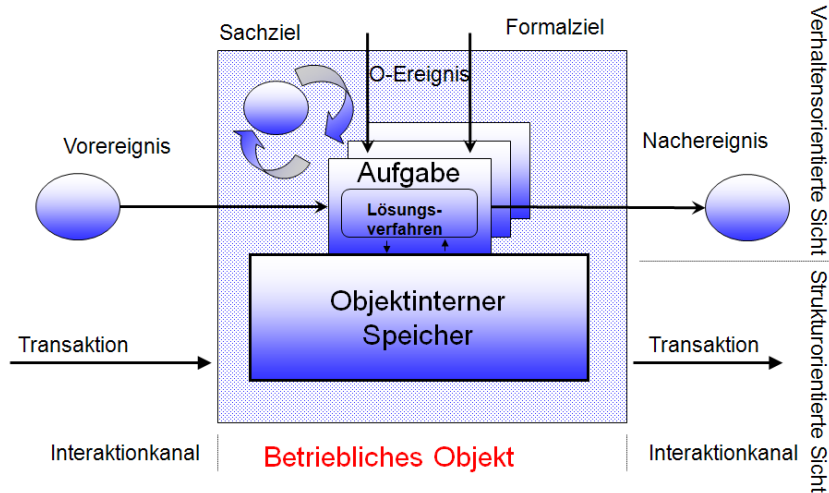 Sachziel
Formalziel
O-Ereignis
Vorereignis
Nachereignis
Aufgabe
Lösungs-
verfahren
Objektinterner
Speicher
Transaktion
Transaktion
Interaktionkanal
Betriebliches Objekt
Interaktionkanal
Verhaltensorientierte Sicht
Strukturorientierte Sicht